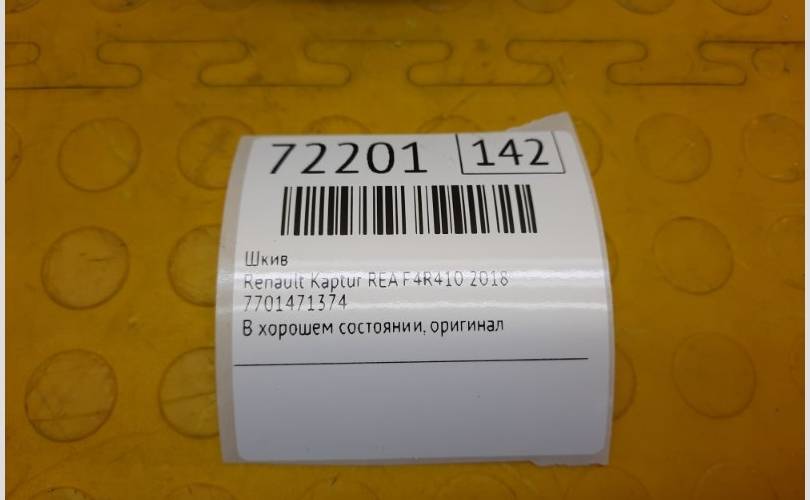 72201 142
Шкив
Renault Kaptur REA F4R410 2018
7701471374
В хорошем состоянии, оригинал